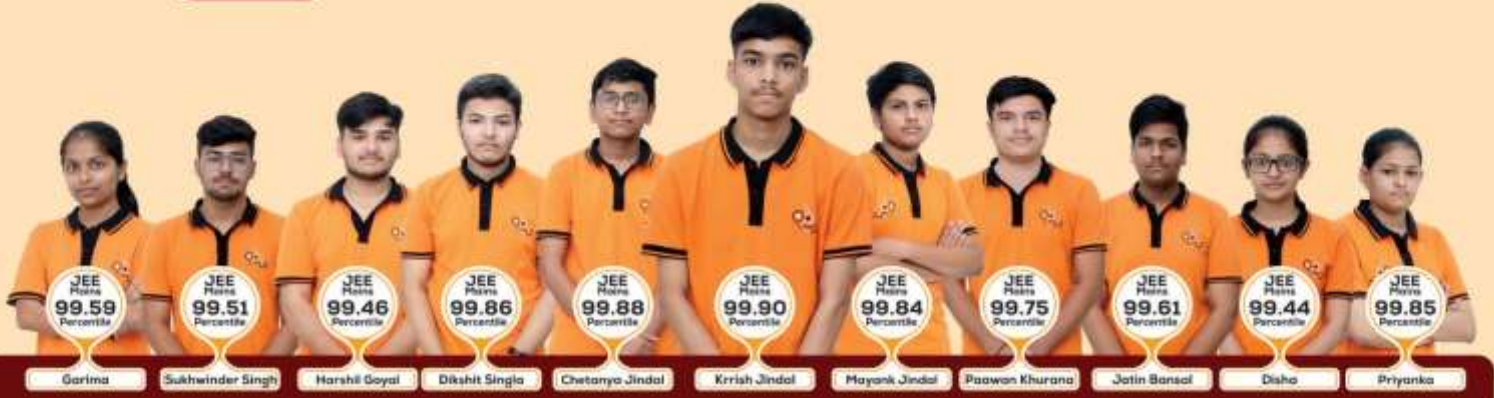 JEE
Mains
99.59
Percentile
Garima
JEE
Mains
99.51
Percentile
Sukhwinder Singh
JEE
Mains
99.46
Percentile
Harshil Goyal
JEE
Mains
99.86
Percentile
Dikshit Singla
JEE
Mains
99.88
Percentile
Chetanya Jindal
JEE
Mains
99.90
Percentile
Krrish Jindal
JEE
Mains
99.84
Percentile
Mayank Jindal
JEE
Mains
99.75
Percentile
Paawan Khurana
JEE
Mains
99.61
Percentile
Jatin Bansal
JEE
Mains
99.44
Percentile
Disha
JEE
Mains
99.85
Percentile
Priyanka